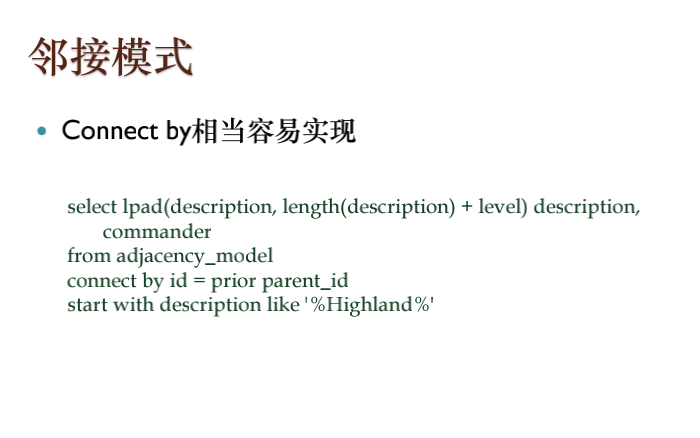 邻接模式
Connect by相当容易实现
select lpad(description, length(description) + level) description,
commander
from adjacency_model
connect by id = prior parent_id
start with description like '%Highland%'